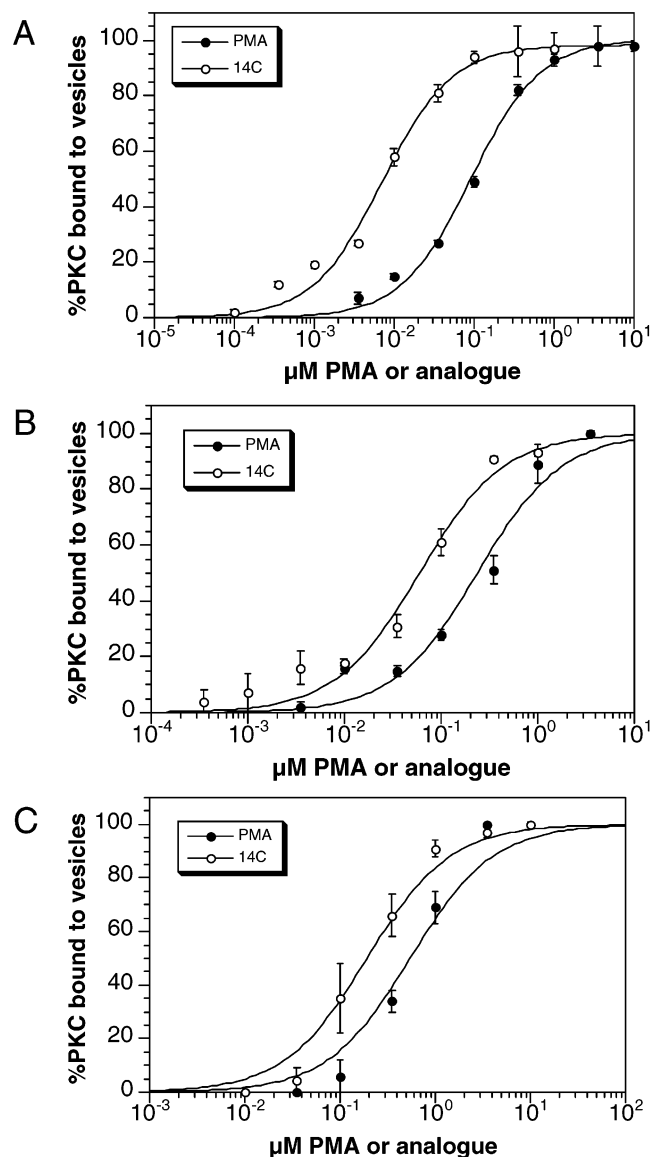 A
PMA
14C
%PKC bound to vesicles
100
80
60
40
20
0
10-5 10-4 10-3 10-2 10-1 100 101
µM PMA or analogue
B
PMA
14C
%PKC bound to vesicles
100
80
60
40
20
0
10-4 10-3 10-2 10-1 100 101
µM PMA or analogue
C
PMA
14C
%PKC bound to vesicles
100
80
60
40
20
0
10-3 10-2 10-1 100 101 102
µM PMA or analogue